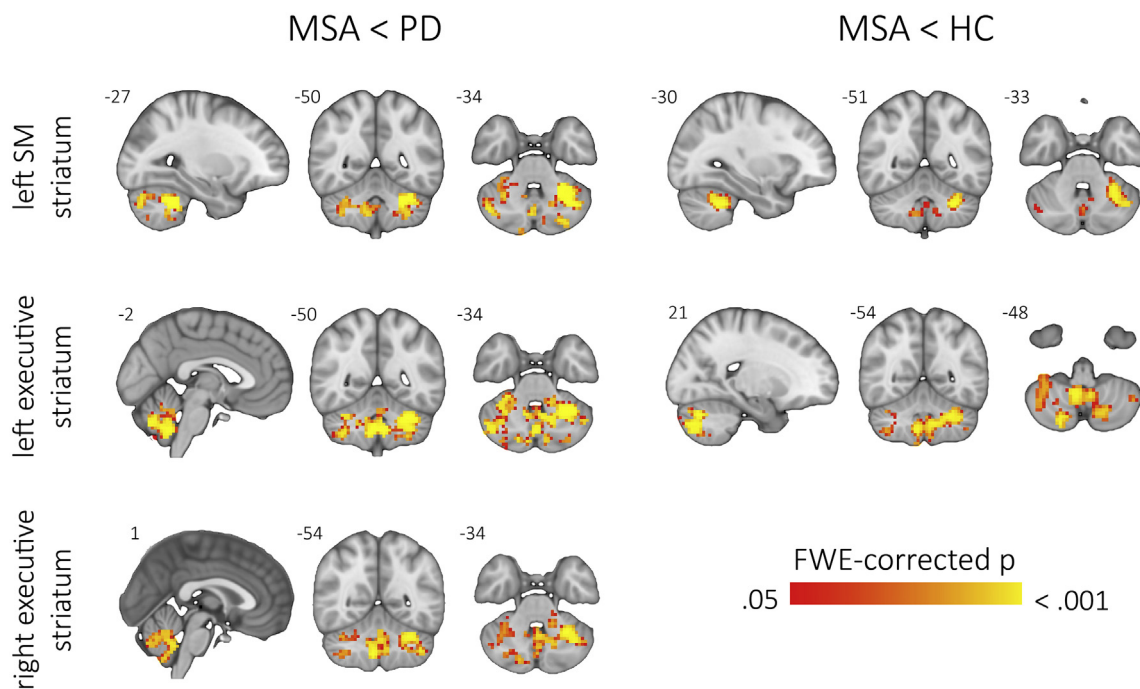 MSA < PD
MSA < HC
left SM
striatum
-27
-50
-34
-30
-51
-33
left executive
striatum
-2
-50
-34
21
-54
-48
right executive
striatum
1
-54
-34
FWE-corrected p
.05
< .001